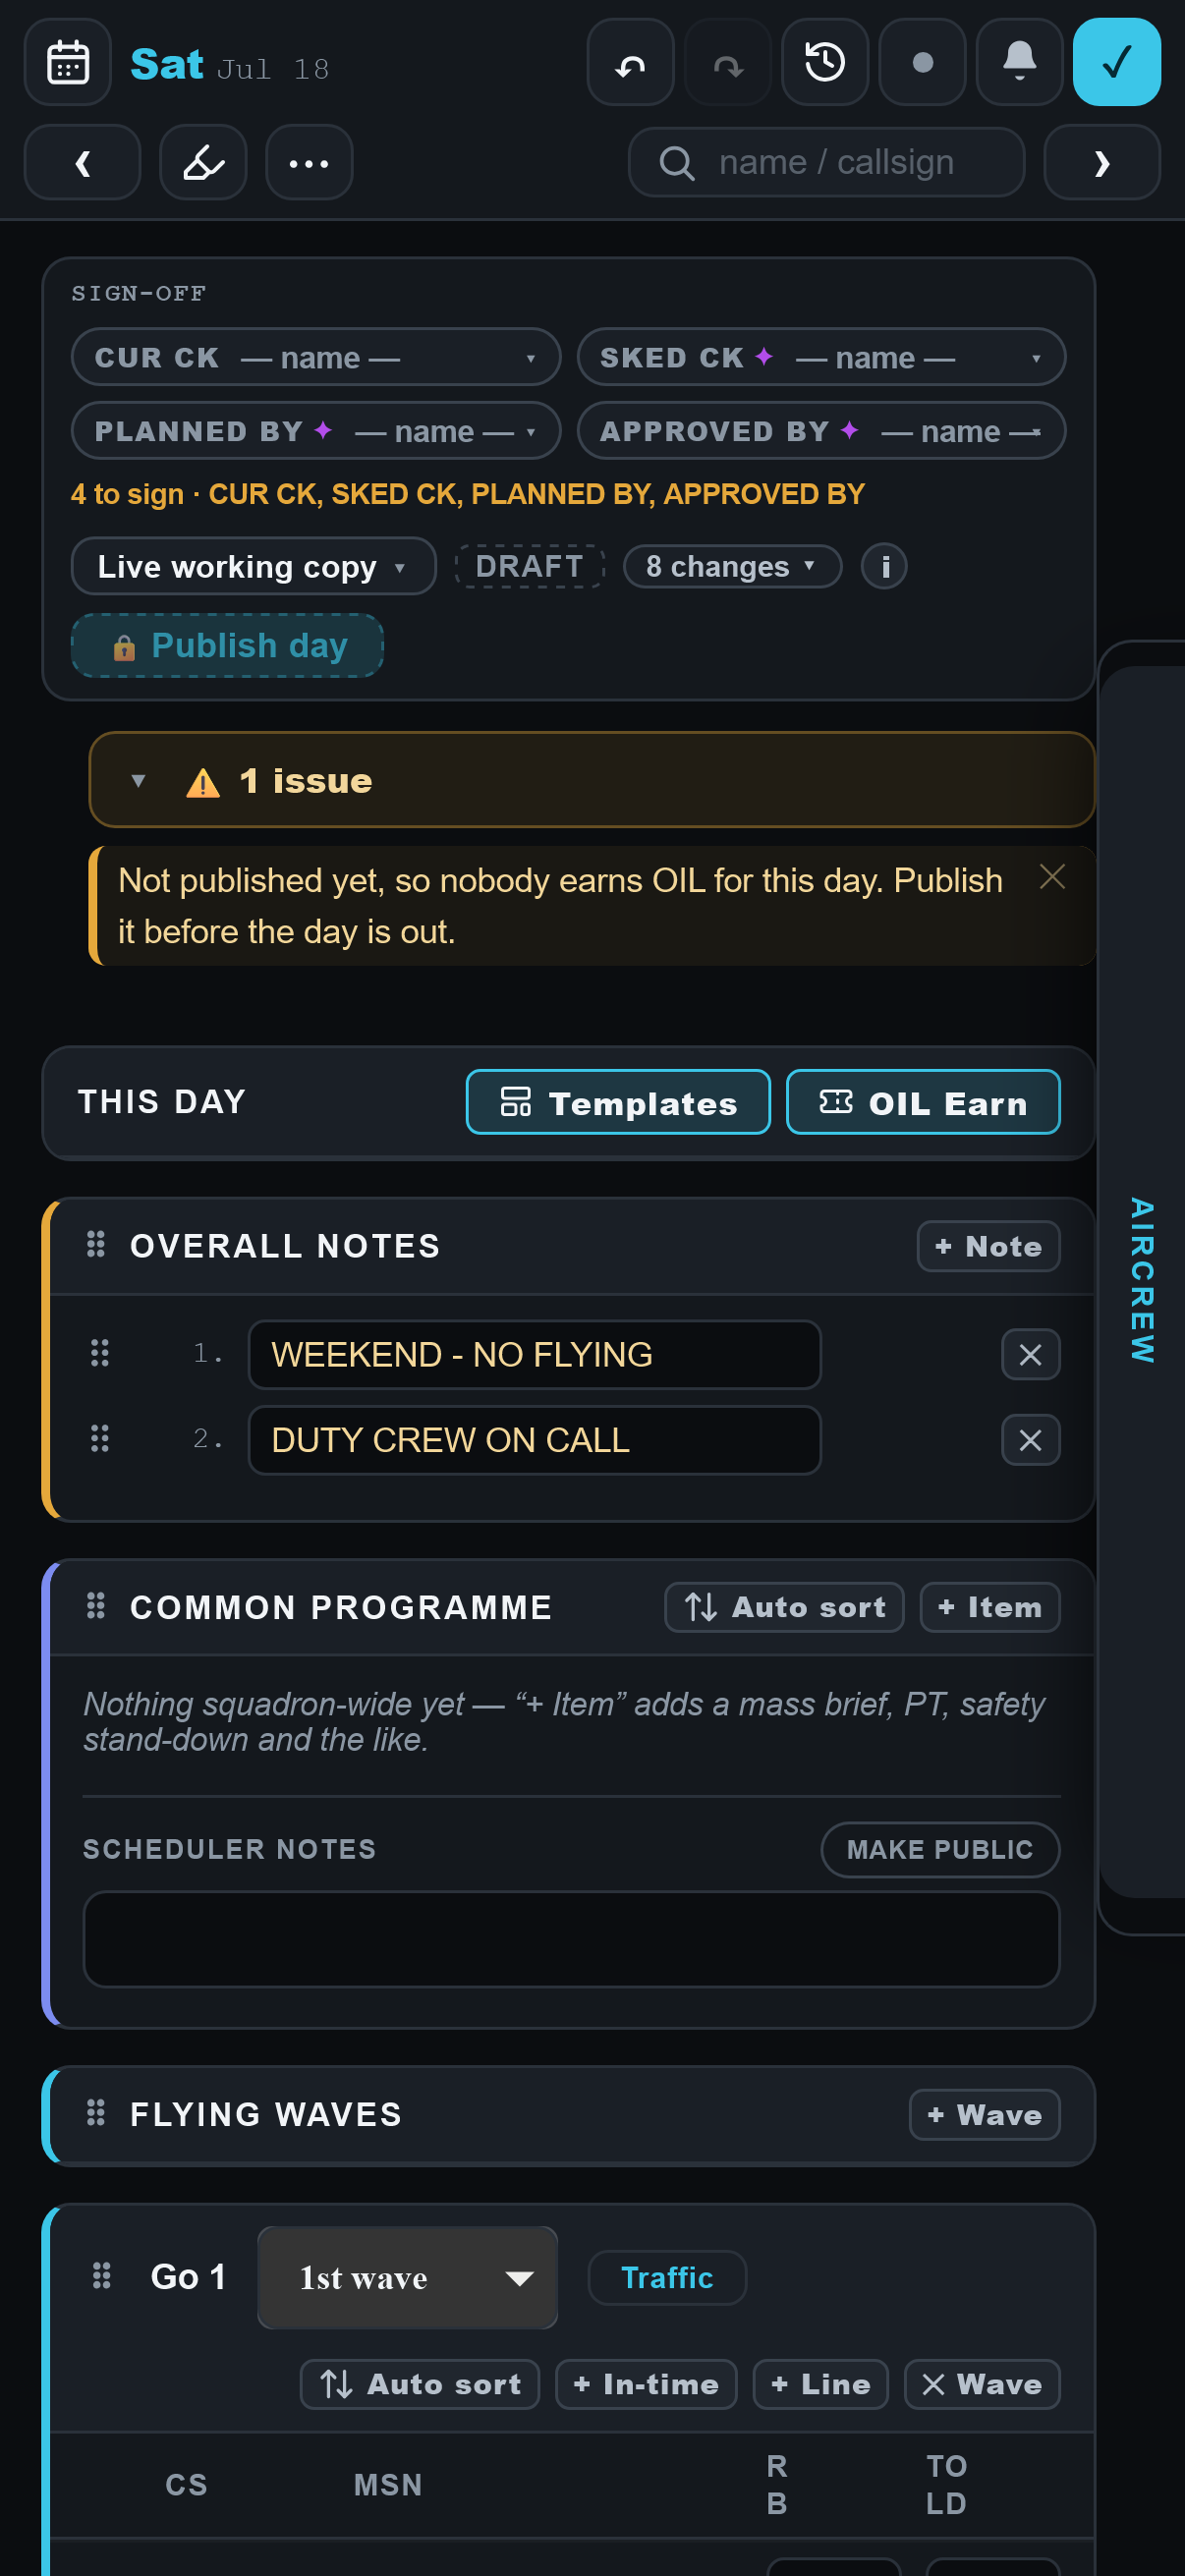 Sat Jul 18
name / callsign
SIGN-OFF
CUR CK — name —
SKED CK — name —
PLANNED BY — name —
APPROVED BY — name —
4 to sign · CUR CK, SKED CK, PLANNED BY, APPROVED BY
Live working copy
DRAFT
8 changes
i
Publish day
1 issue
Not published yet, so nobody earns OIL for this day. Publish
it before the day is out.
THIS DAY
Templates
OIL Earn
OVERALL NOTES
+ Note
1. WEEKEND - NO FLYING
2. DUTY CREW ON CALL
AIRCREW
COMMON PROGRAMME
Auto sort
+ Item
Nothing squadron-wide yet — “+ Item” adds a mass brief, PT, safety
stand-down and the like.
SCHEDULER NOTES
MAKE PUBLIC
FLYING WAVES
+ Wave
Go 1
1st wave
Traffic
Auto sort
+ In-time
+ Line
× Wave
CS
MSN
R
B
TO
LD